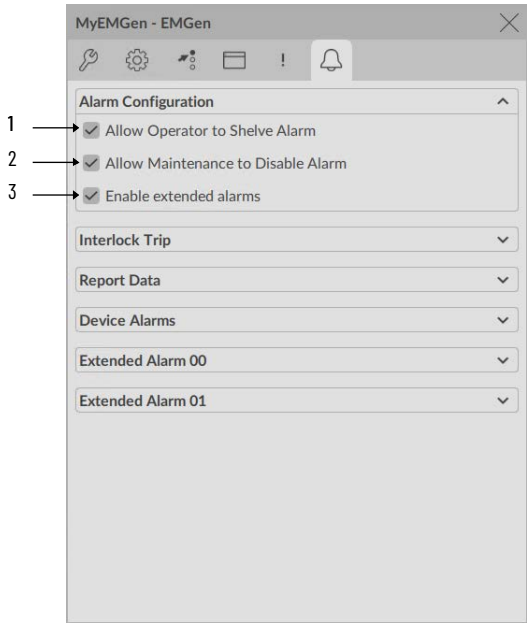 MyEMGen - EMGen
!
Alarm Configuration
1
Allow Operator to Shelve Alarm
2
Allow Maintenance to Disable Alarm
3
Enable extended alarms
Interlock Trip
Report Data
Device Alarms
Extended Alarm 00
Extended Alarm 01